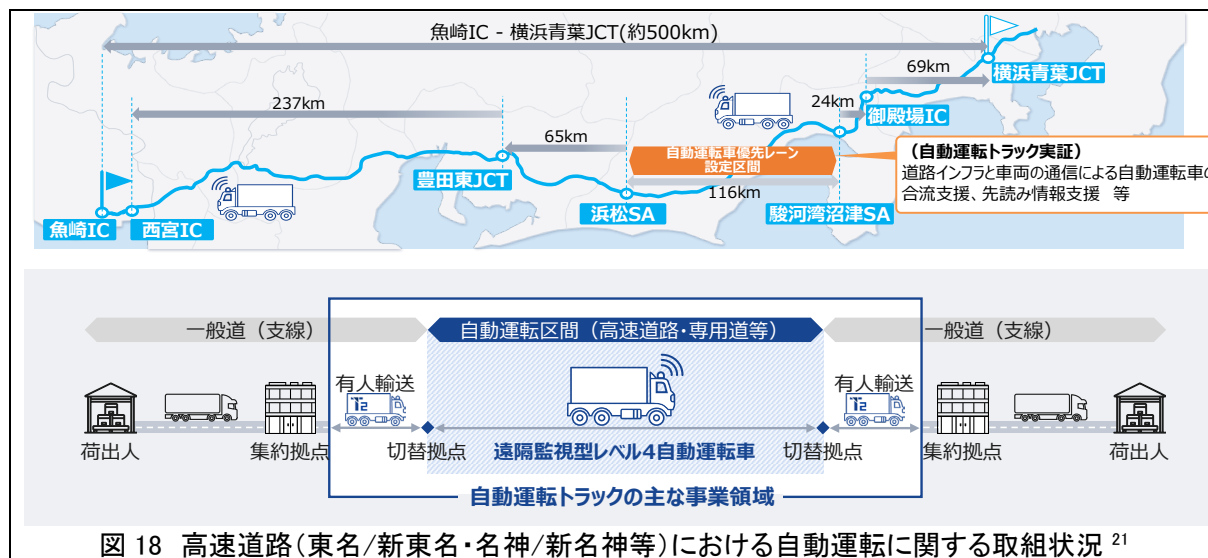 魚崎IC - 横浜青葉JCT(約500km)
69km
横浜青葉JCT
237km
24km
御殿場IC
65km
自動運転車優先レーン
設定区間
(自動運転トラック実証)
道路インフラと車両の通信による自動運転車の
合流支援、先読み情報支援 等
豊田東JCT
116km
浜松SA
駿河湾沼津SA
魚崎IC
西宮IC
一般道（支線）
自動運転区間（高速道路・専用道等）
一般道（支線）
有人輸送
有人輸送
T2
T2
荷出人
集約拠点
切替拠点
遠隔監視型レベル4自動運転車
切替拠点
集約拠点
荷出人
自動運転トラックの主な事業領域
図 18 高速道路(東名/新東名・名神/新名神等)における自動運転に関する取組状況 21